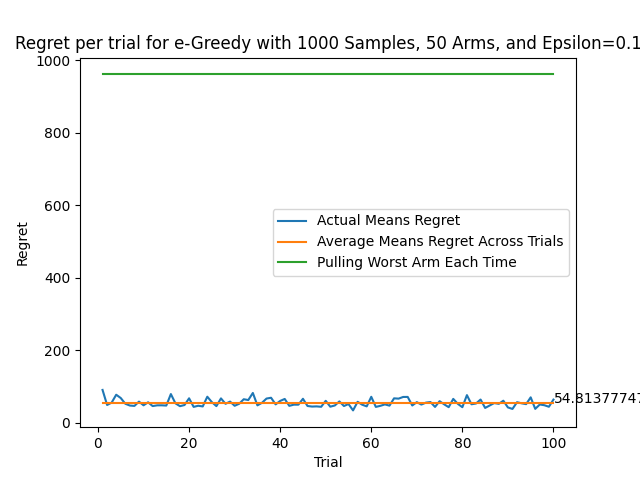 Regret per trial for e-Greedy with 1000 Samples, 50 Arms, and Epsilon=0.1
1000
800
600
400
200
0
Regret
Actual Means Regret
Average Means Regret Across Trials
Pulling Worst Arm Each Time
54.81377747
0 20 40 60 80 100
Trial